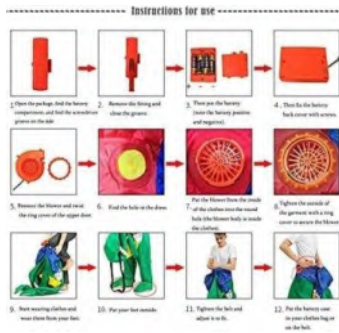 Instructions for use
1. Open the package, find the battery
compartment, and find the screwdriver
groove on the side
2. Remove the fitting and
close the groove.
3. Then put the battery
(note the battery positive
and negative).
4. Then fix the battery
back cover with screws.
5. Remove the blower and twist
the ring cover of the upper door.
6. Find the hole in the dress
7. Put the blower from the inside
of the clothes into the round
hole (the blower body is inside
the clothes).
8. Tighten the outside of
the garment with a ring
cover to secure the blower
9. Start wearing clothes and
wear them from your feet.
10. Put your feet outside.
11. Tighten the belt and
adjust it to fit.
12. Put the battery case
in your clothes bag or
on the belt.